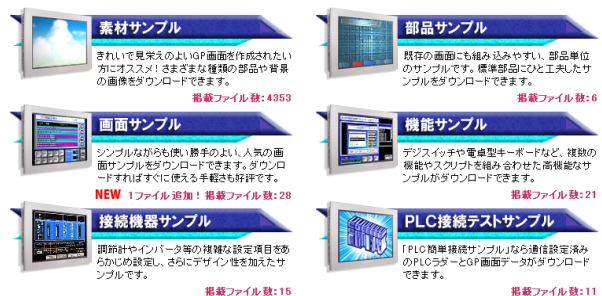 素材サンプル
きれいで見栄えのよいGP画面を作成されたい
方にオススメ！さまざまな種類の部品や背景
の画像をダウンロードできます。
掲載ファイル数：4353
部品サンプル
既存の画面にも組み込みやすい、部品単位
のサンプルです。標準部品にひと工夫したサ
ンプルをダウンロードできます。
掲載ファイル数：6
画面サンプル
シンプルながらも使い勝手のよい、人気の画
面サンプルをダウンロードできます。ダウンロ
ードすればすぐに使える手軽さも好評です。
NEW 1ファイル追加！ 掲載ファイル数：28
機能サンプル
デジスイッチや電卓型キーボードなど、複数の
機能やスクリプトを組み合わせた高機能なサ
ンプルがダウンロードできます。
掲載ファイル数：21
接続機器サンプル
調節計やインバータ等の複雑な設定項目をあ
らかじめ設定し、さらにデザイン性を加えたサ
ンプルです。
掲載ファイル数：15
PLC接続テストサンプル
「PLC簡単接続サンプル」なら通信設定済み
のPLCラダーとGP画面データがダウンロード
できます。
掲載ファイル数：11